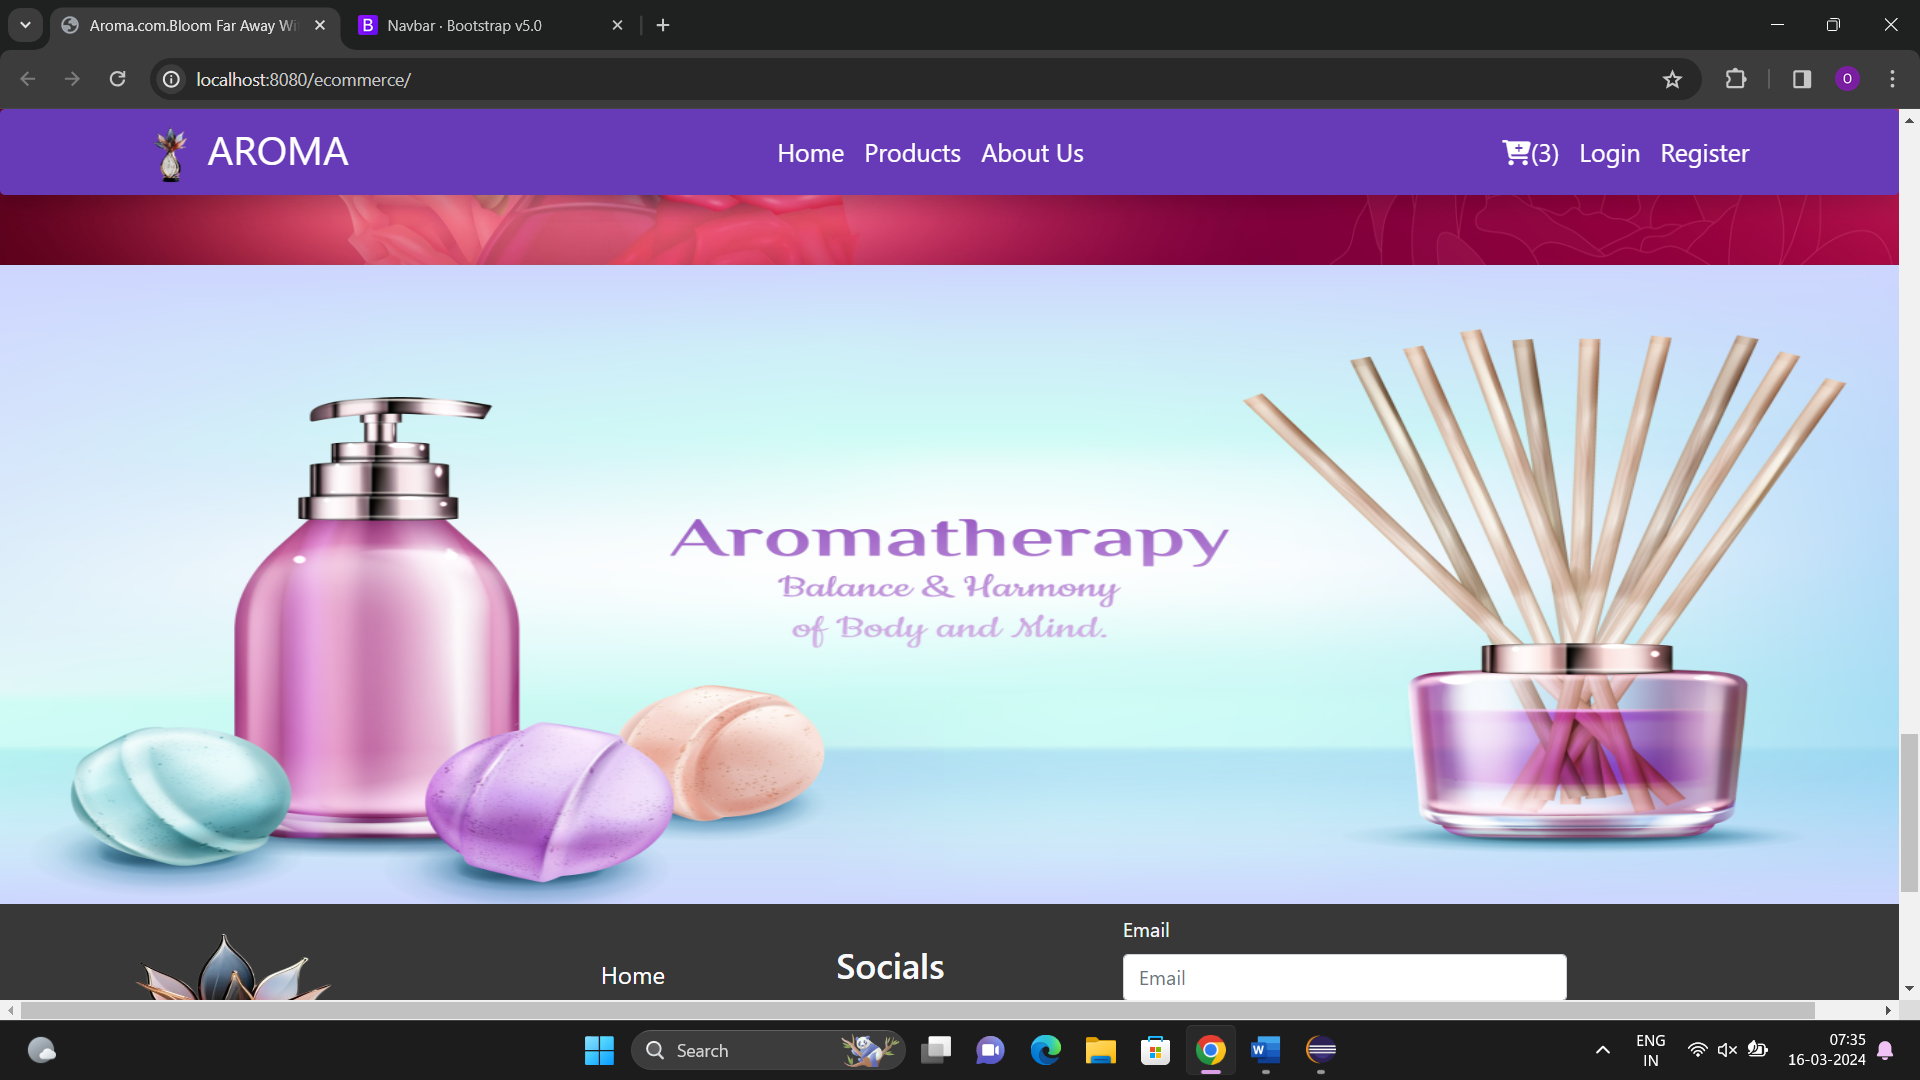 Aroma.com.Bloom Far Away Wi
Navbar · Bootstrap v5.0
localhost:8080/ecommerce/
O
AROMA
Home Products About Us
(3) Login Register
Aromatherapy
Balance & Harmony
of Body and Mind.
Email
Home
Socials
Email
Search
W
ENG
IN
07:35
16-03-2024